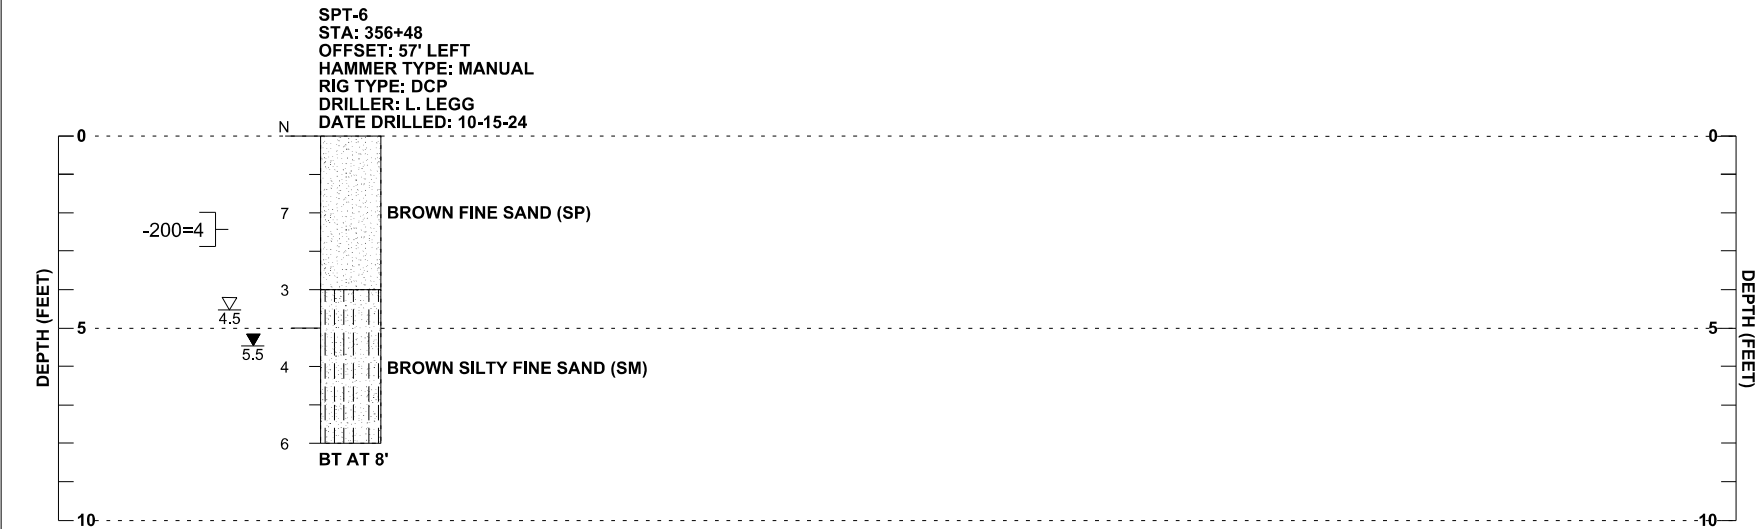 SPT-6
STA: 356+48
OFFSET: 57' LEFT
HAMMER TYPE: MANUAL
RIG TYPE: DCP
DRILLER: L. LEGG
DATE DRILLED: 10-15-24
0 N 0
7 BROWN FINE SAND (SP)
-200=4
3
4.5
5 5
5.5
DEPTH (FEET)
DEPTH (FEET)
4 BROWN SILTY FINE SAND (SM)
6
BT AT 8'
10 10